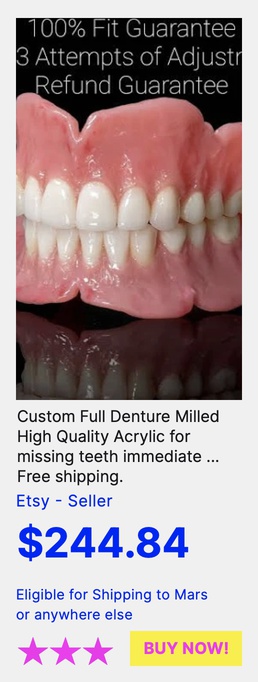 100% Fit Guarantee
3 Attempts of Adjustr
Refund Guarantee
Custom Full Denture Milled
High Quality Acrylic for
missing teeth immediate ...
Free shipping.
Etsy - Seller
$244.84
Eligible for Shipping to Mars
or anywhere else
BUY NOW!